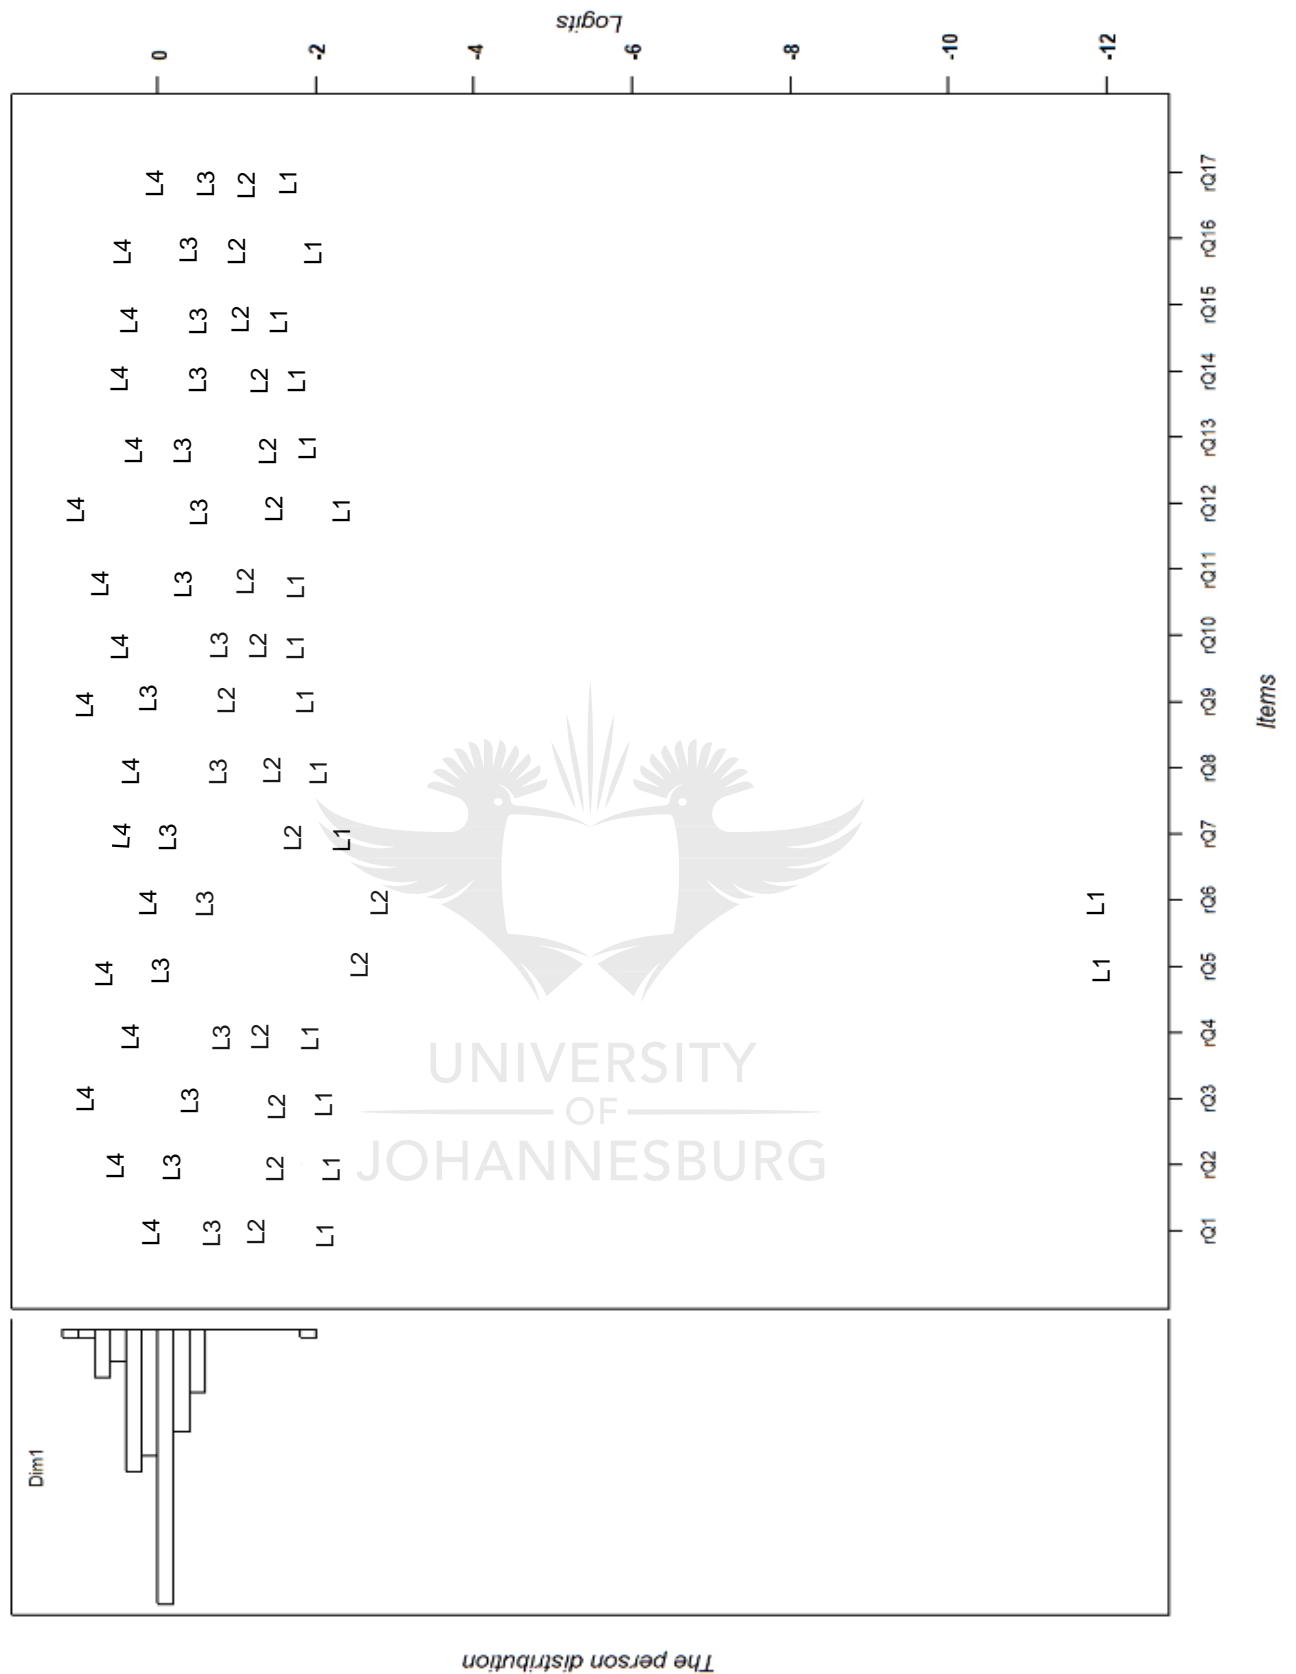 The person distribution
Dim1
L4 L4 L4 L4 L4 L4 L4 L4 L4 L4 L4 L4 L4 L4 L4 L4 L4
L3 L3 L3 L3 L3 L3 L3 L3 L3 L3 L3 L3 L3 L3 L3 L3 L3
L2 L2 L2 L2 L2 L2 L2 L2 L2 L2 L2 L2 L2 L2 L2 L2 L2
L1 L1 L1 L1 L1 L1 L1 L1 L1 L1 L1 L1 L1 L1 L1
L1 L1
0
-2
-4
-6
-8
-10
-12
Logits
rQ1 rQ2 rQ3 rQ4 rQ5 rQ6 rQ7 rQ8 rQ9 rQ10 rQ11 rQ12 rQ13 rQ14 rQ15 rQ16 rQ17
Items
UNIVERSITY
OF
JOHANNESBURG